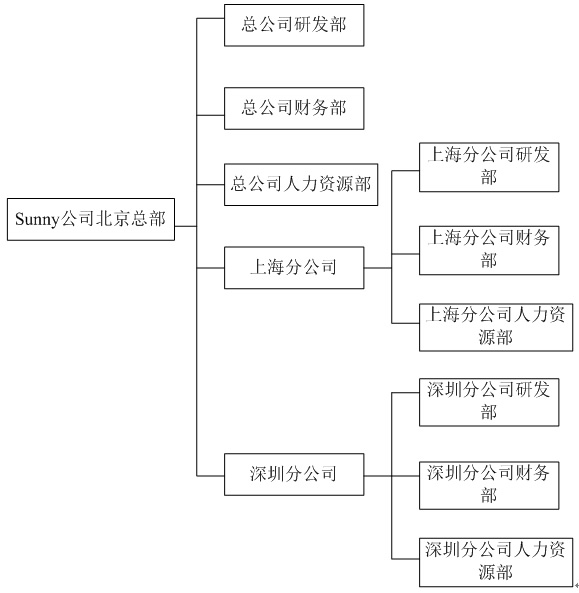 Sunny公司北京总部
总公司研发部
总公司财务部
总公司人力资源部
上海分公司
上海分公司研发
部
上海分公司财务
部
上海分公司人力资
源部
深圳分公司
深圳分公司研发
部
深圳分公司财务
部
深圳分公司人力资
源部